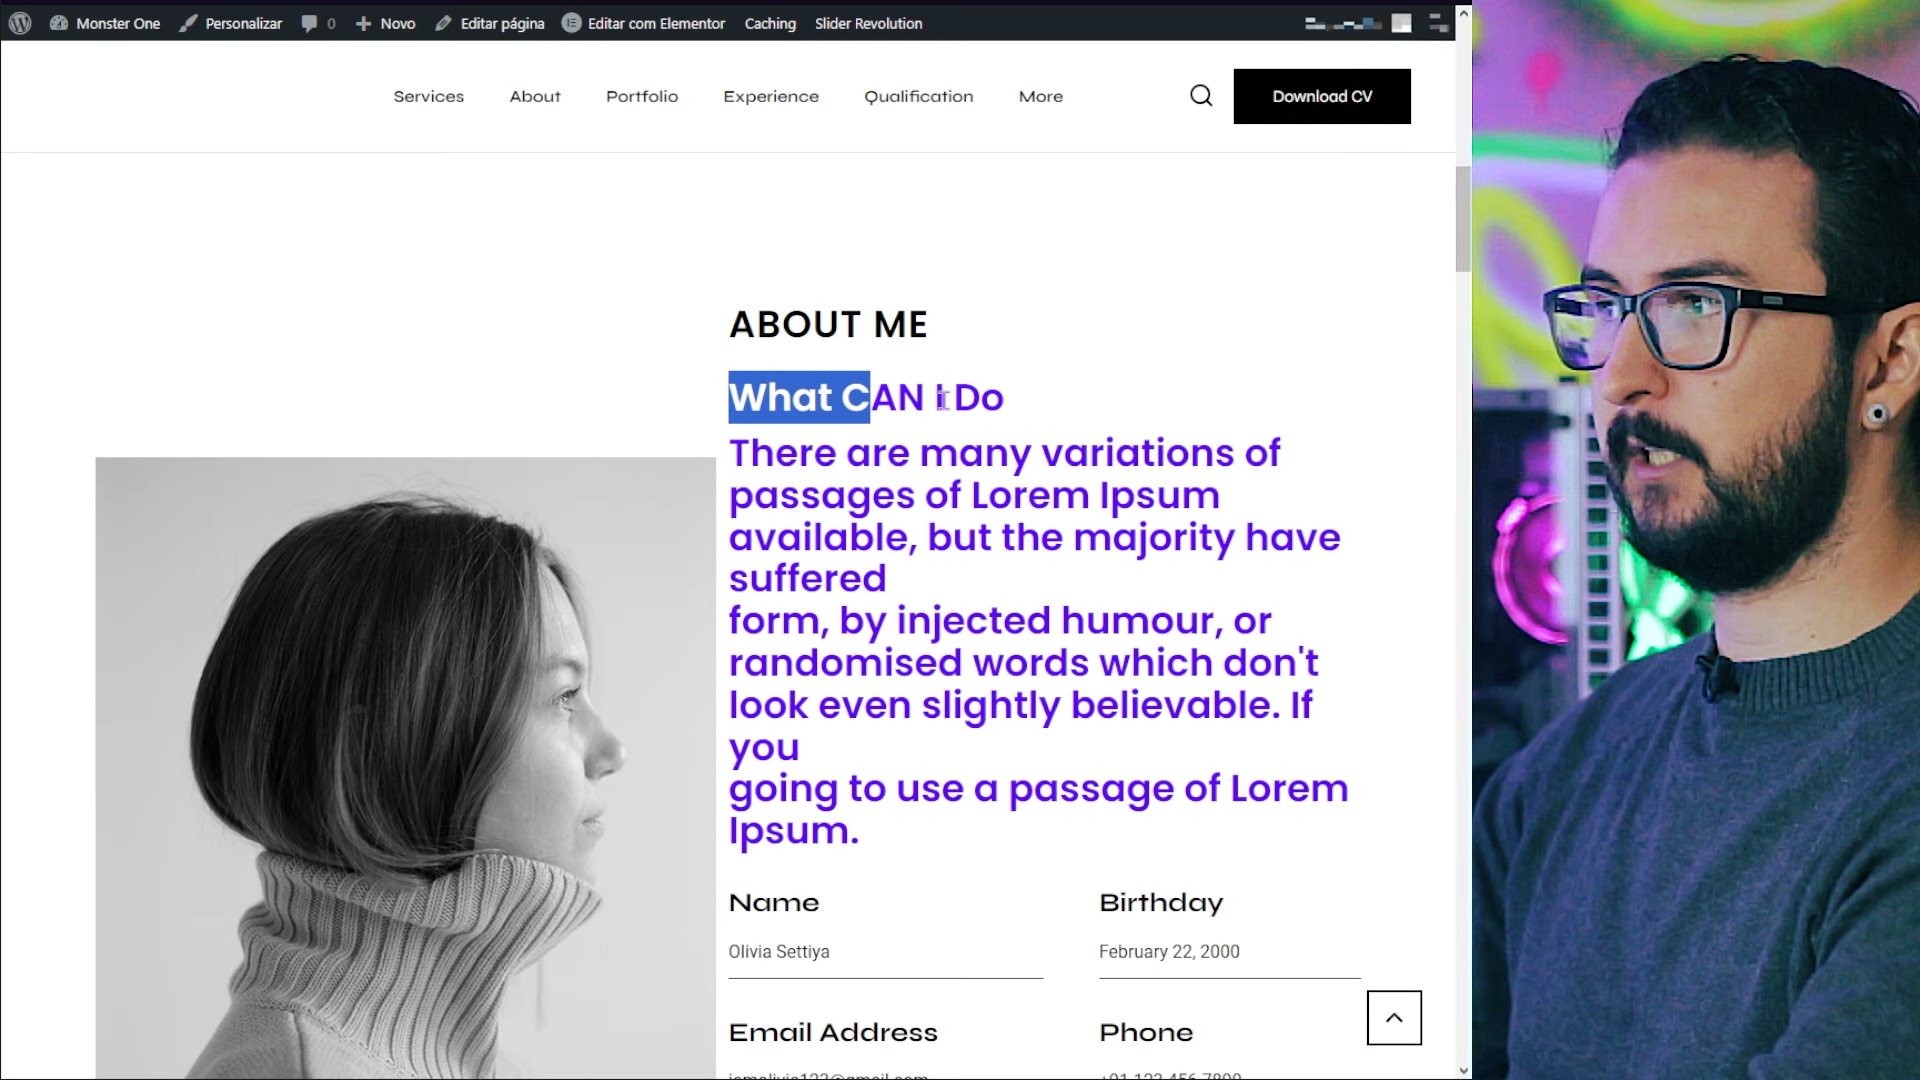 Monster One Personalizar 0 Novo Editar página Editar com Elementor Caching Slider Revolution
Services About Portfolio Experience Qualification More Download CV
ABOUT ME
What CAN i Do
There are many variations of
passages of Lorem Ipsum
available, but the majority have
suffered
form, by injected humour, or
randomised words which don't
look even slightly believable. If
you
going to use a passage of Lorem
Ipsum.
Name Birthday
Olivia Settiya February 22, 2000
Email Address Phone